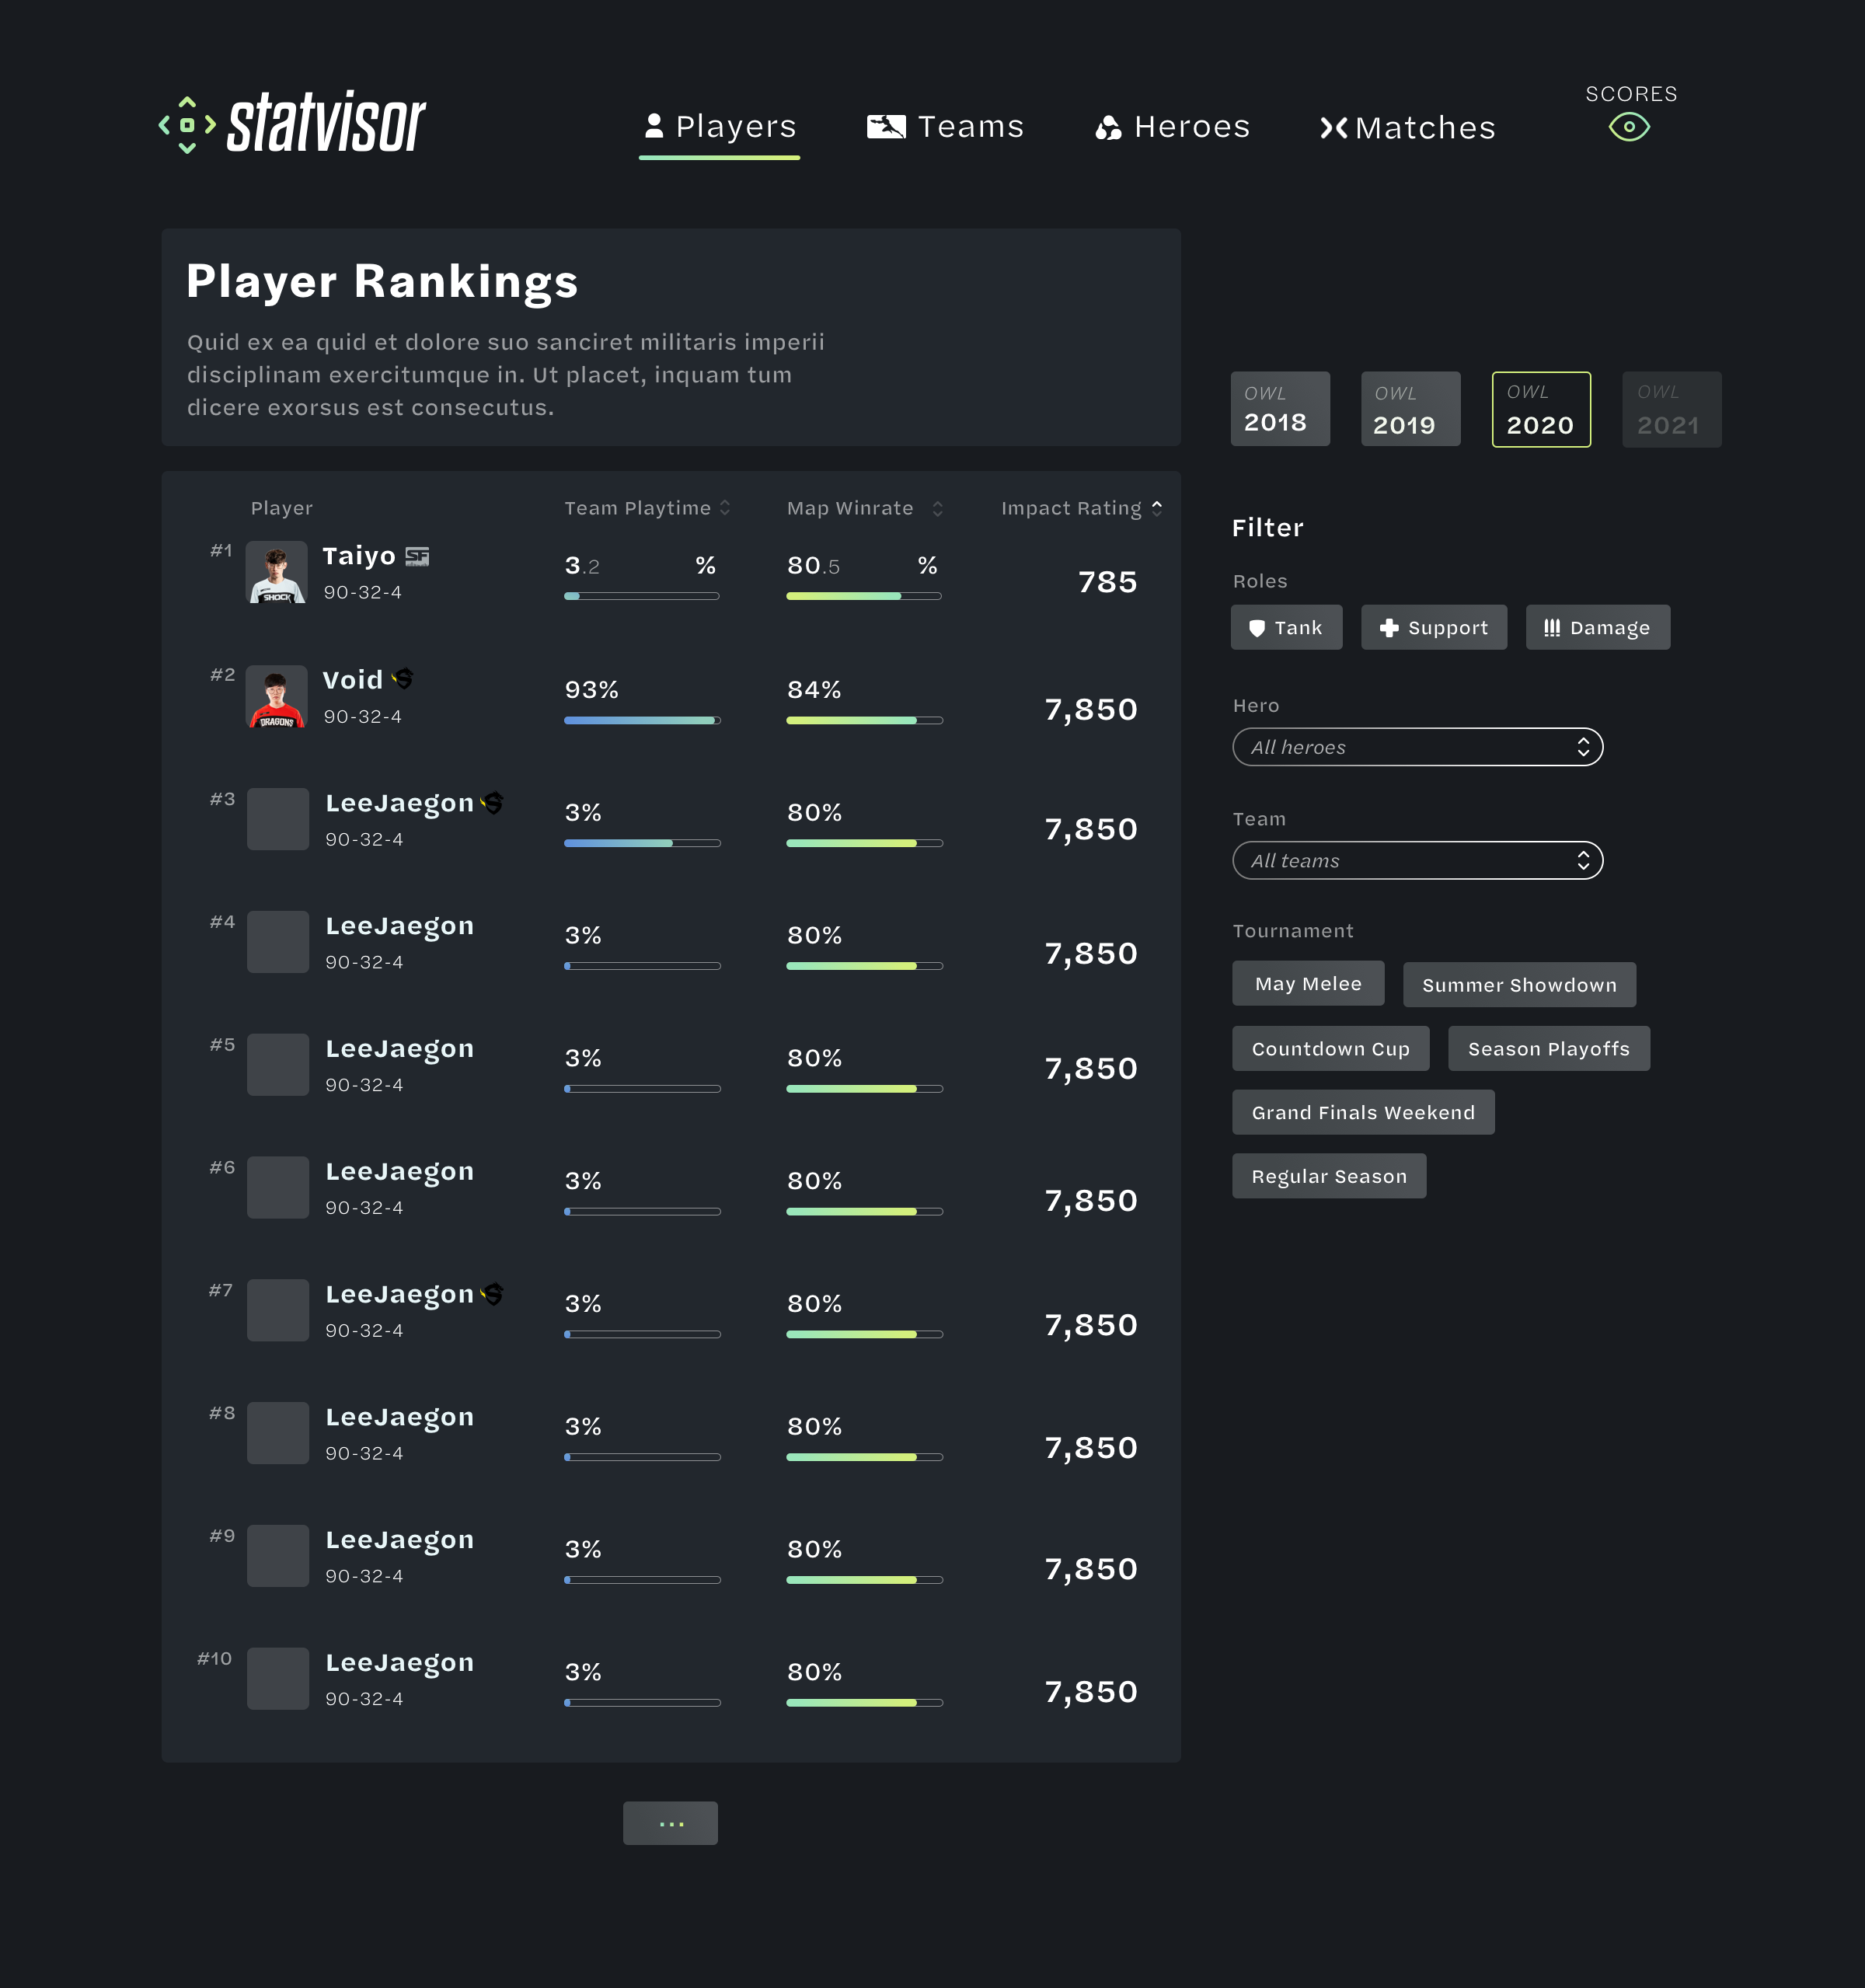 statvisor
Players
Teams
Heroes
Matches
SCORES
Player Rankings
Quid ex ea quid et dolore suo sanciret militaris imperii
disciplinam exercitumque in. Ut placet, inquam tum
dicere exorsus est consecutus.
OWL
2018
OWL
2019
OWL
2020
OWL
2021
Player Team Playtime Map Winrate Impact Rating
#1 Taiyo SF
90-32-4
SHOCK
3.2 %
80.5 %
785
#2 Void
90-32-4
DRAGONS
93%
84%
7,850
#3 LeeJaegon
90-32-4
3%
80%
7,850
#4 LeeJaegon
90-32-4
3%
80%
7,850
#5 LeeJaegon
90-32-4
3%
80%
7,850
#6 LeeJaegon
90-32-4
3%
80%
7,850
#7 LeeJaegon
90-32-4
3%
80%
7,850
#8 LeeJaegon
90-32-4
3%
80%
7,850
#9 LeeJaegon
90-32-4
3%
80%
7,850
#10 LeeJaegon
90-32-4
3%
80%
7,850
...
Filter
Roles
Tank
Support
Damage
Hero
All heroes
Team
All teams
Tournament
May Melee
Summer Showdown
Countdown Cup
Season Playoffs
Grand Finals Weekend
Regular Season